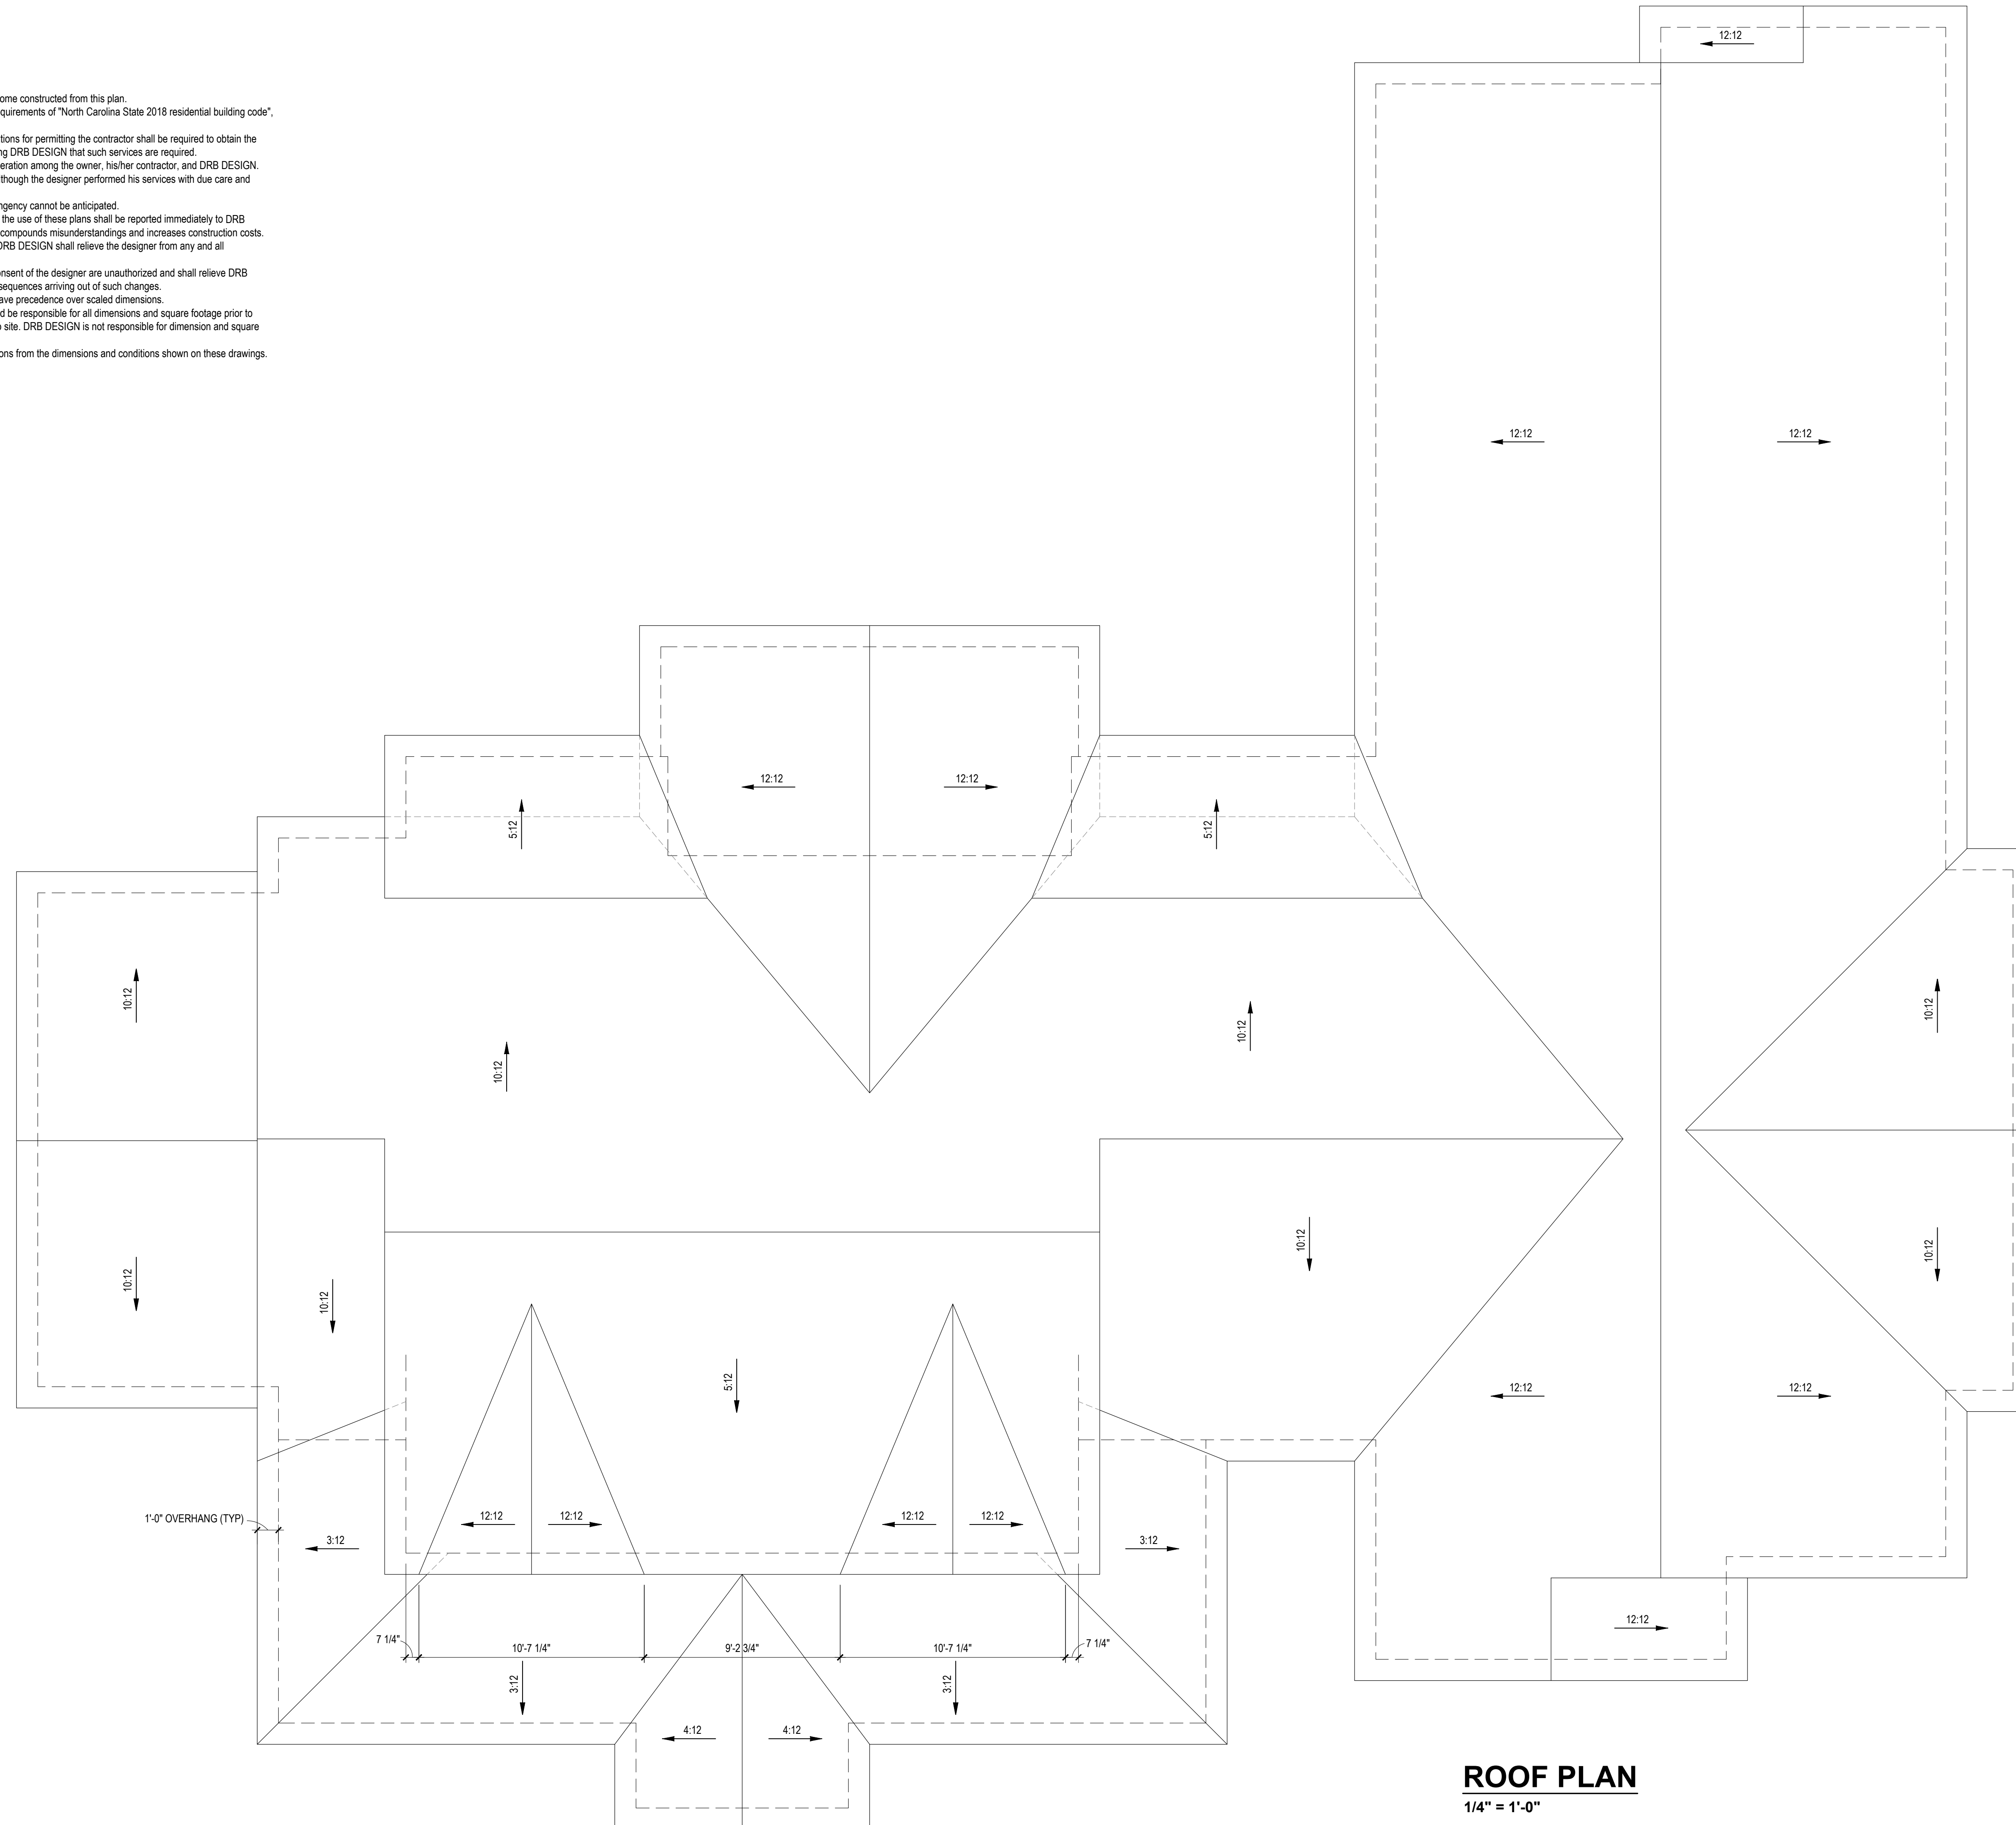 ome constructed from this plan.
quirements of "North Carolina State 2018 residential building code",
tions for permitting the contractor shall be required to obtain the
ng DRB DESIGN that such services are required.
eration among the owner, his/her contractor, and DRB DESIGN.
though the designer performed his services with due care and
ngency cannot be anticipated.
the use of these plans shall be reported immediately to DRB
compounds misunderstandings and increases construction costs.
DRB DESIGN shall relieve the designer from any and all
onsent of the designer are unauthorized and shall relieve DRB
sequences arriving out of such changes.
ave precedence over scaled dimensions.
d be responsible for all dimensions and square footage prior to
o site. DRB DESIGN is not responsible for dimension and square
ons from the dimensions and conditions shown on these drawings.
12:12
12:12
12:12
12:12
12:12
5:12
5:12
10:12
10:12
10:12
10:12
10:12
10:12
10:12
10:12
5:12
12:12
12:12
12:12
12:12
12:12
12:12
1'-0" OVERHANG (TYP)
3:12
3:12
12:12
7 1/4"
10'-7 1/4"
9'-2 3/4"
10'-7 1/4"
7 1/4"
3:12
3:12
4:12
4:12
ROOF PLAN
1/4" = 1'-0"